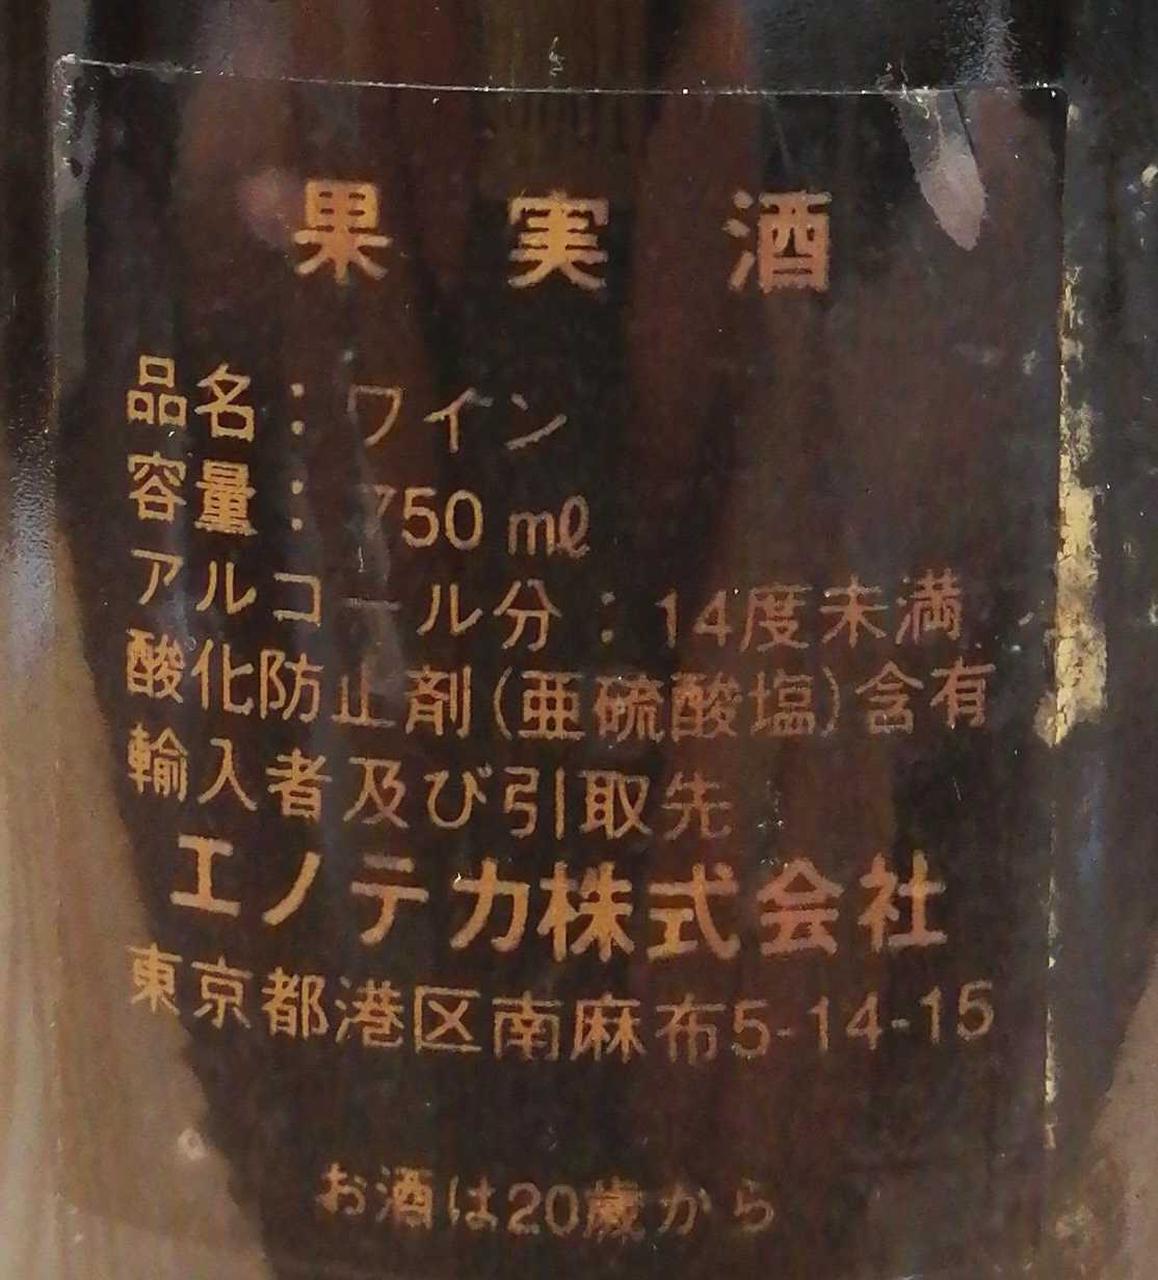 果実酒
品名：ワイン
容量：750 mℓ
アルコール分：14度未満
酸化防止剤(亜硫酸塩)含有
輸入者及び引取先
エノテカ株式会社
東京都港区南麻布5-14-15
お酒は20歳から